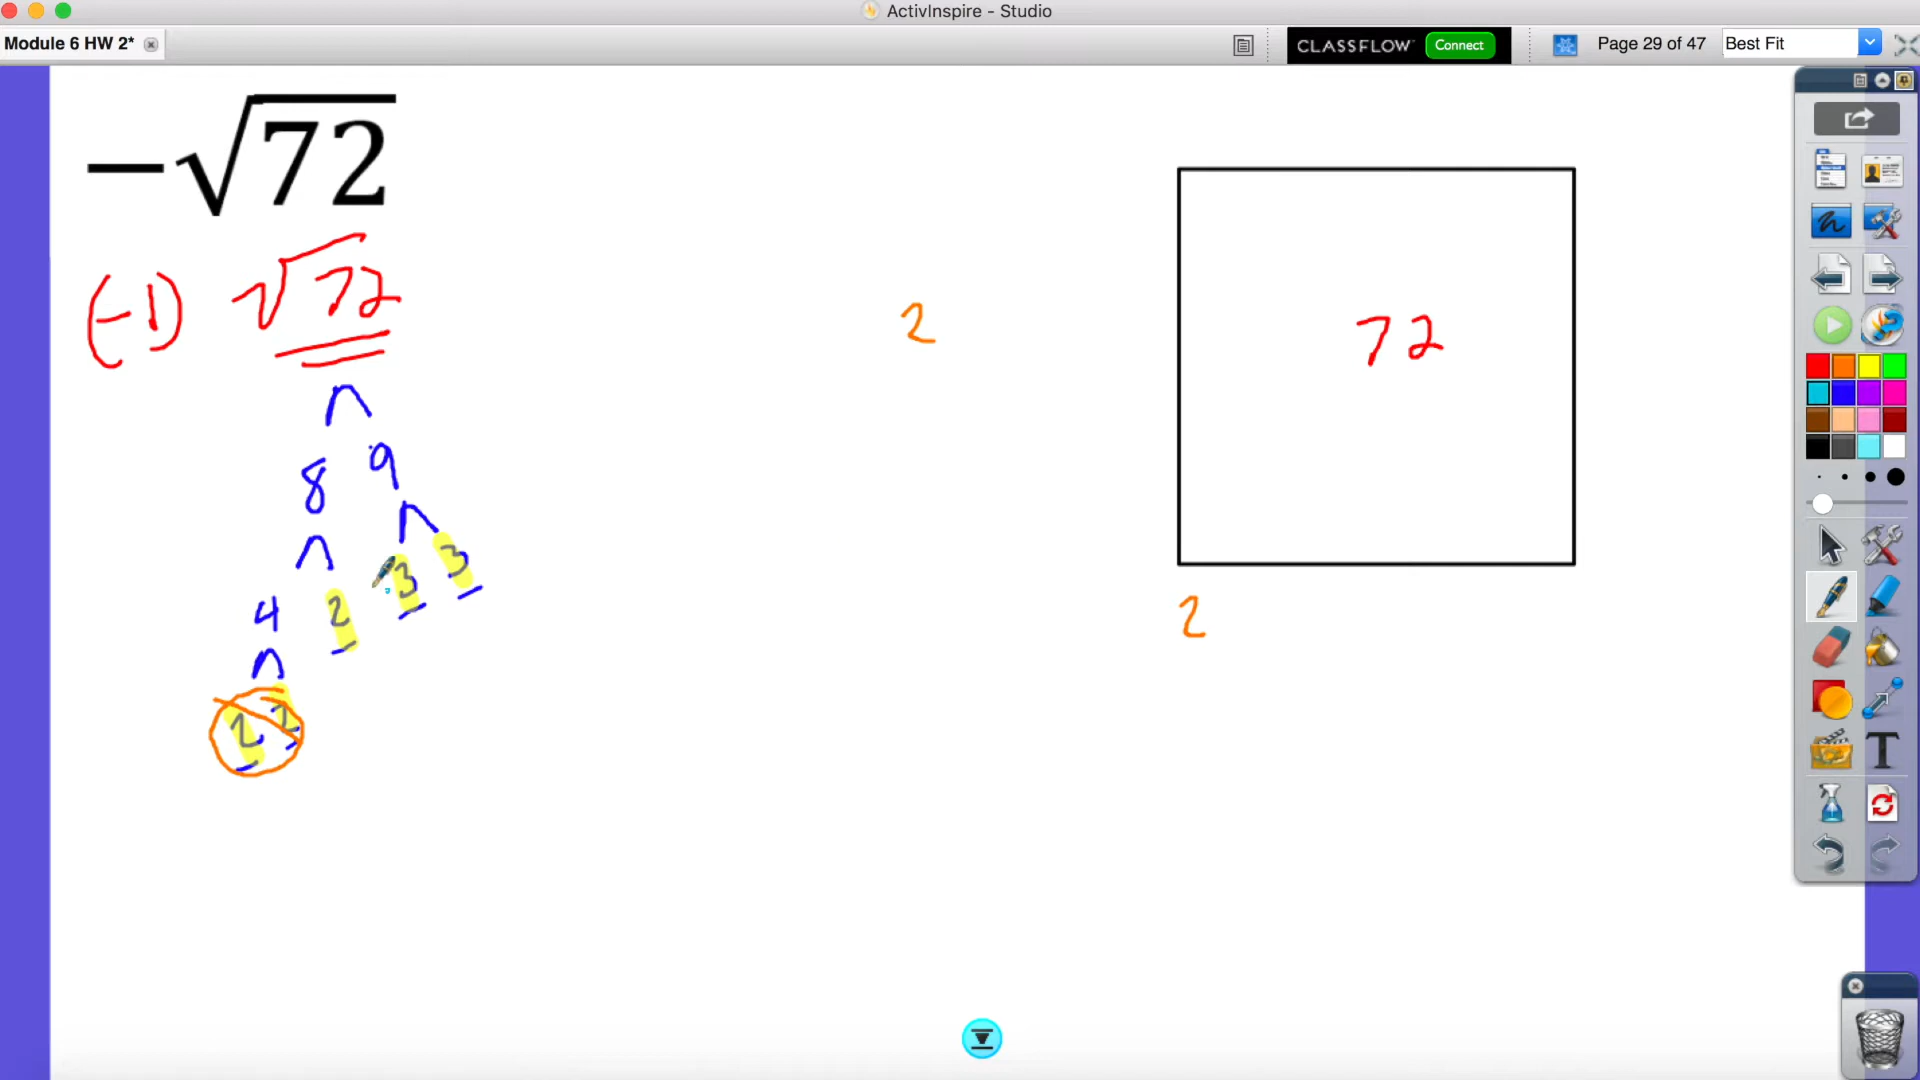 ActivInspire - Studio
Module 6 HW 2*
CLASSFLOW Connect
Page 29 of 47
Best Fit
−√72
(-1) √72
72
2
8 9
3 3
4 2
2 2
2
T